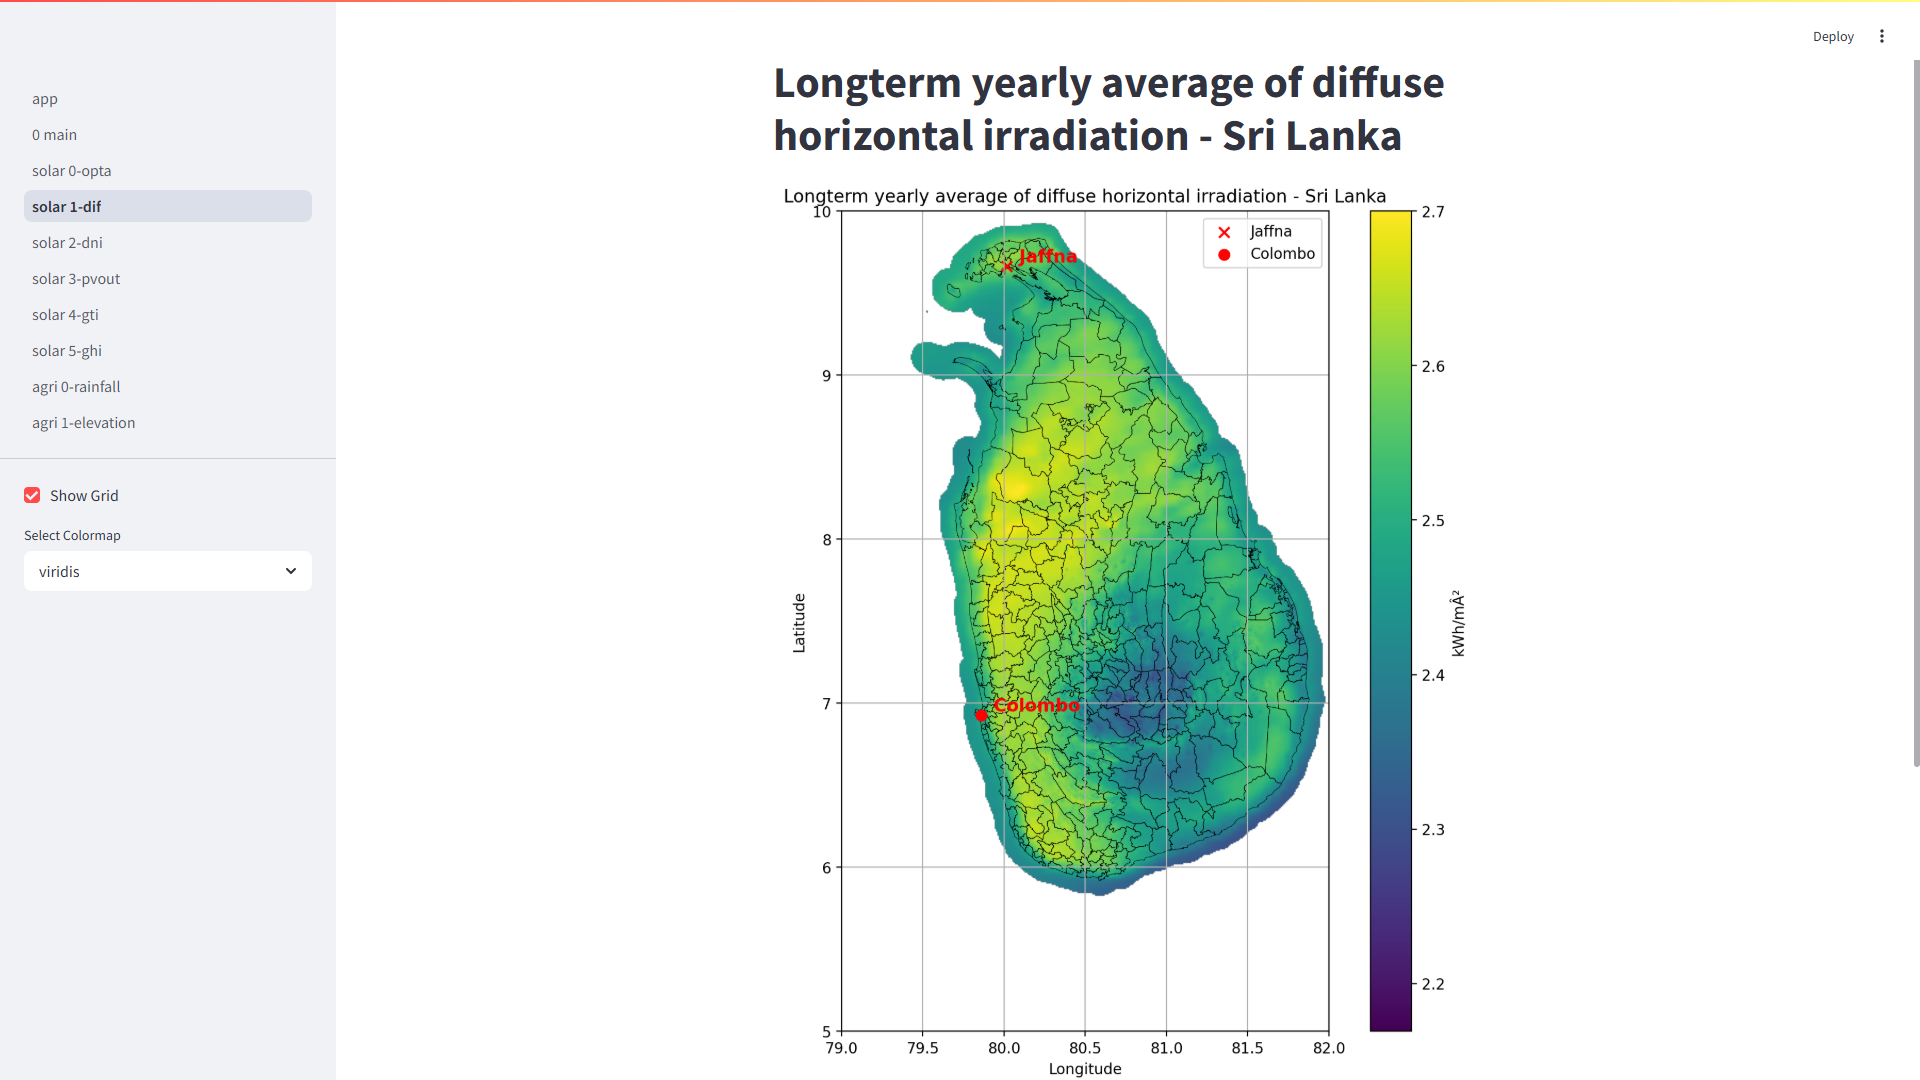 Deploy
app
0 main
solar 0-opta
solar 1-dif
solar 2-dni
solar 3-pvout
solar 4-gti
solar 5-ghi
agri 0-rainfall
agri 1-elevation
Show Grid
Select Colormap
viridis
Longterm yearly average of diffuse
horizontal irradiation - Sri Lanka
Longterm yearly average of diffuse horizontal irradiation - Sri Lanka
Jaffna
Colombo
Jaffna
Colombo
10
9
8
7
6
5
Latitude
79.0 79.5 80.0 80.5 81.0 81.5 82.0
Longitude
2.7
2.6
2.5
2.4
2.3
2.2
kWh/mÂ²